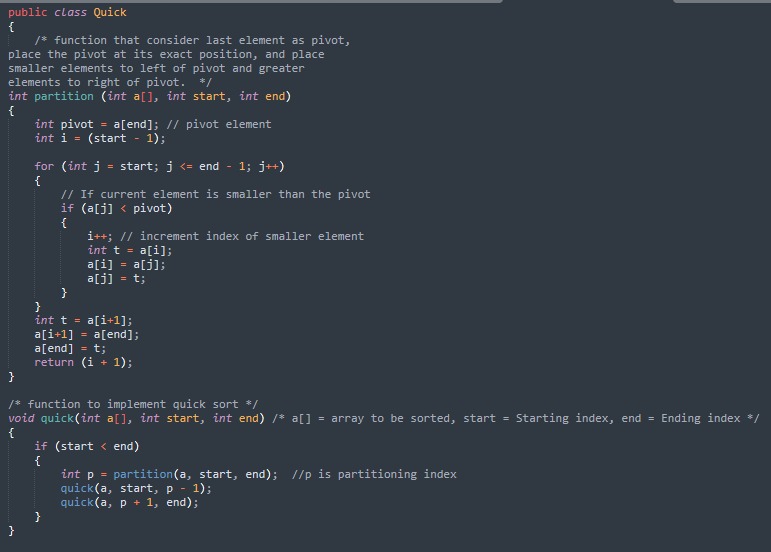 public class Quick
{
    /* function that consider last element as pivot,
place the pivot at its exact position, and place
smaller elements to left of pivot and greater
elements to right of pivot.  */
int partition (int a[], int start, int end)
{
    int pivot = a[end]; // pivot element
    int i = (start - 1);

    for (int j = start; j <= end - 1; j++)
    {
        // If current element is smaller than the pivot
        if (a[j] < pivot)
        {
            i++; // increment index of smaller element
            int t = a[i];
            a[i] = a[j];
            a[j] = t;
        }
    }
    int t = a[i+1];
    a[i+1] = a[end];
    a[end] = t;
    return (i + 1);
}

/* function to implement quick sort */
void quick(int a[], int start, int end) /* a[] = array to be sorted, start = Starting index, end = Ending index */
{
    if (start < end)
    {
        int p = partition(a, start, end);  //p is partitioning index
        quick(a, start, p - 1);
        quick(a, p + 1, end);
    }
}